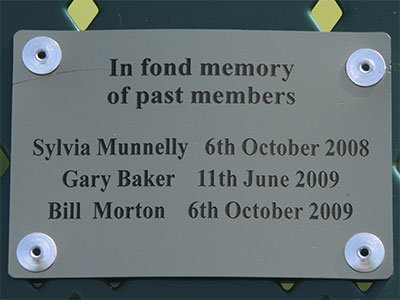 In fond memory
of past members
Sylvia Munnelly 6th October 2008
Gary Baker 11th June 2009
Bill Morton 6th October 2009